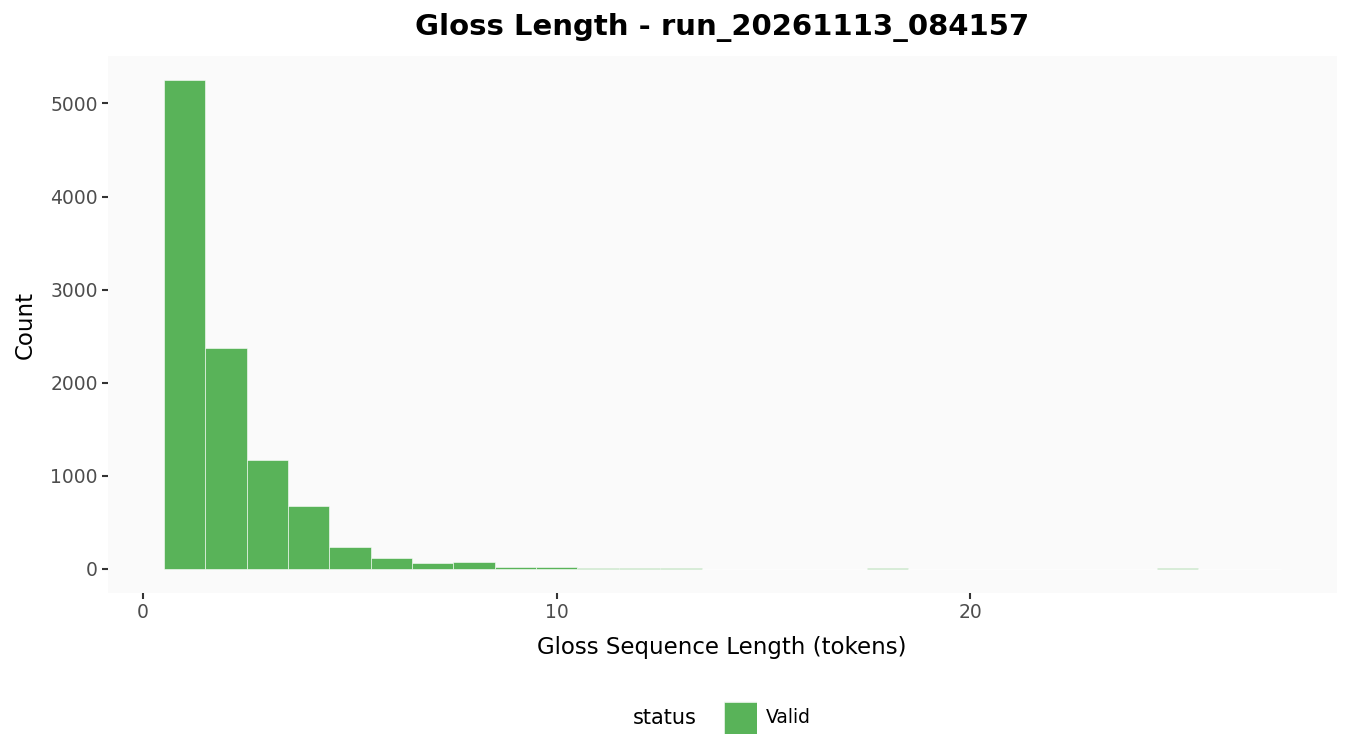 Gloss Length - run_20261113_084157
5000
4000
3000
2000
1000
0
Count
0 10 20
Gloss Sequence Length (tokens)
status Valid